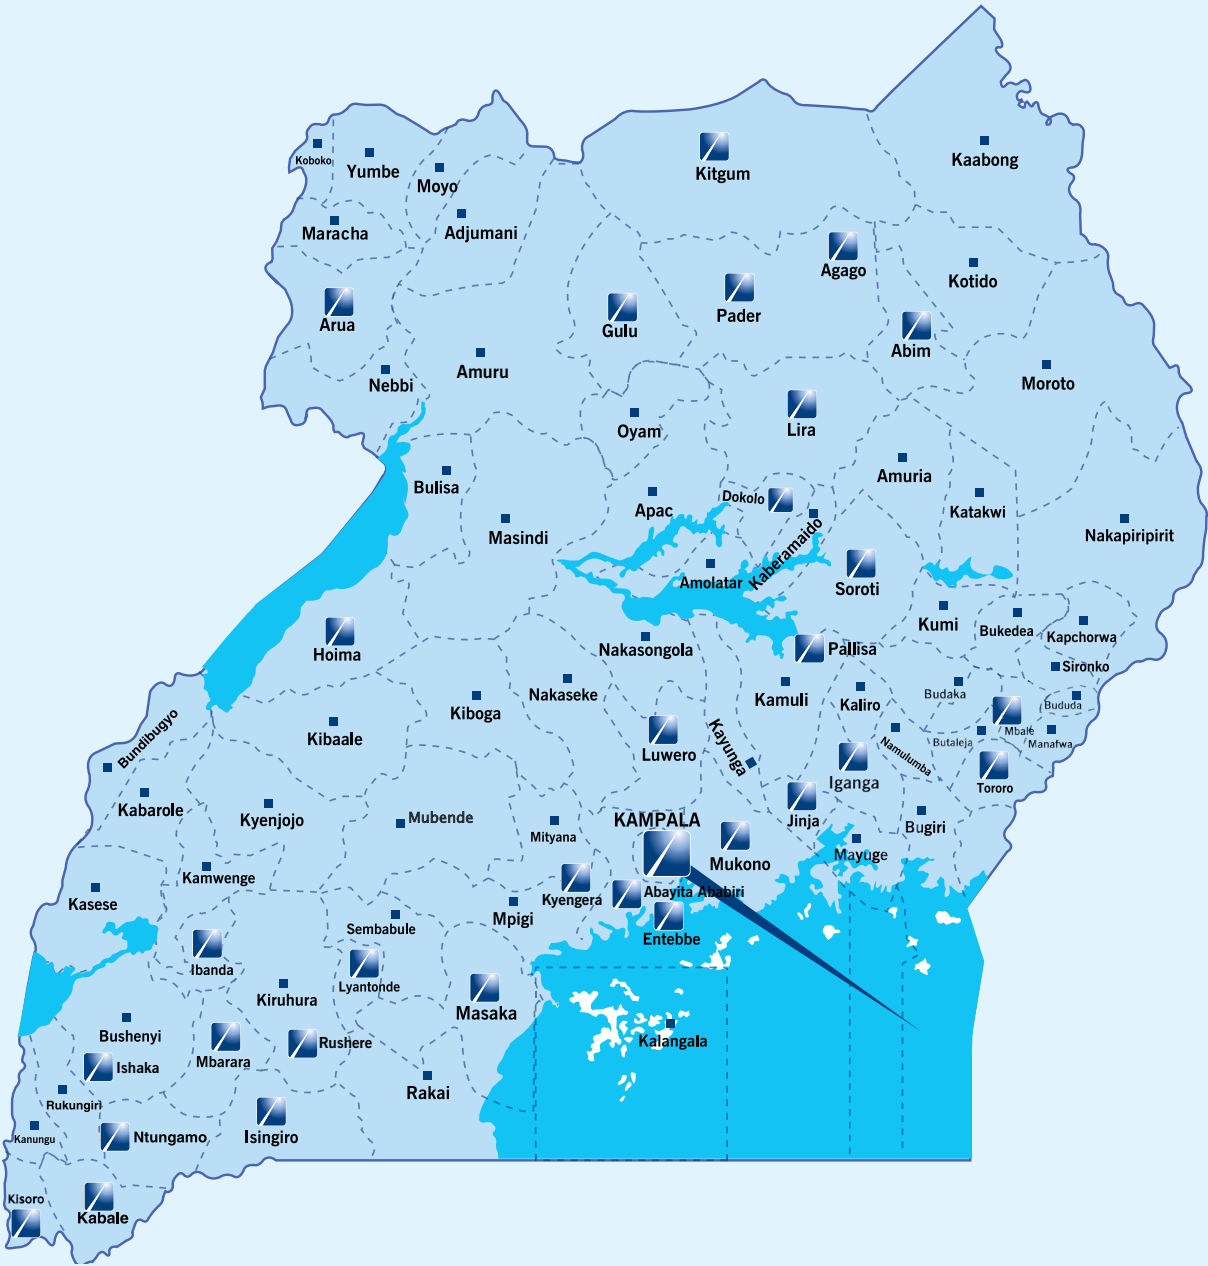 Koboko
Yumbe
Moyo
Kitgum
Kaabong
Maracha
Adjumani
Agago
Kotido
Arua
Gulu
Pader
Abim
Nebbi
Amuru
Moroto
Oyam
Lira
Bulisa
Amuria
Apac
Dokolo
Katakwi
Masindi
Kaberamaido
Nakapiripirit
Amolatar
Soroti
Kumi
Bukedea
Kapchorwa
Hoima
Nakasongola
Pallisa
Sironko
Nakaseke
Kamuli
Kaliro
Budaka
Bududa
Kiboga
Bundibugyo
Kibaale
Luwero
Kayunga
Namulumba
Butaleja
Mbale
Manafwa
Iganga
Tororo
Kabarole
Kyenjojo
Mubende
Mityana
KAMPALA
Jinja
Bugiri
Mukono
Mayuge
Kamwenge
Kasese
Kyengera
Abayita Ababiri
Mpigi
Sembabule
Entebbe
Ibanda
Lyantonde
Kiruhura
Masaka
Bushenyi
Mbarara
Rushere
Kalangala
Ishaka
Rukungiri
Rakai
Kanungu
Ntungamo
Isingiro
Kisoro
Kabale